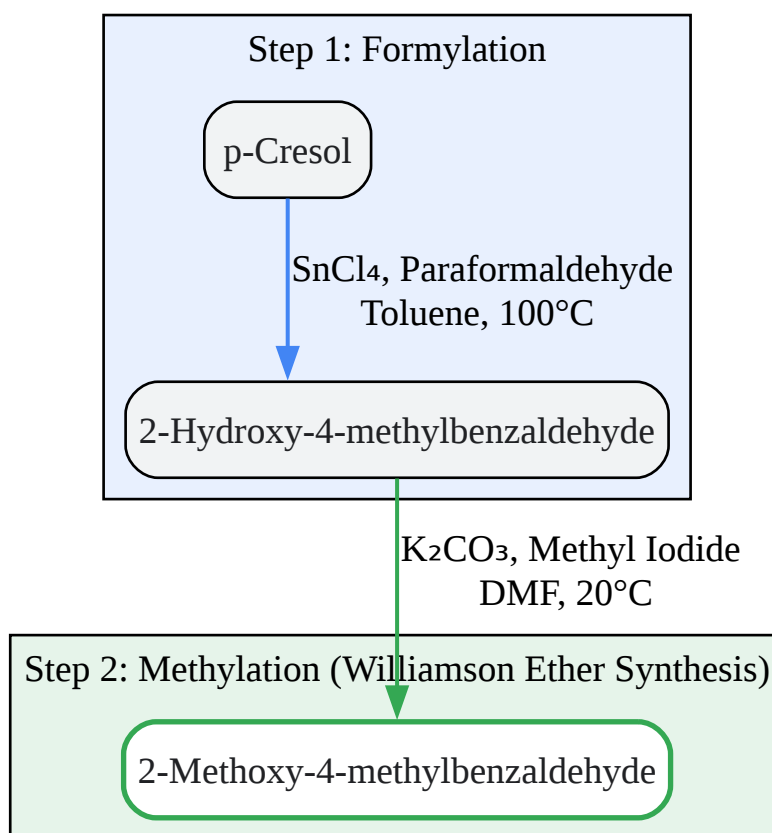 Step 1: Formylation
p-Cresol
SnCl₄, Paraformaldehyde
Toluene, 100°C
2-Hydroxy-4-methylbenzaldehyde
K₂CO₃, Methyl Iodide
DMF, 20°C
Step 2: Methylation (Williamson Ether Synthesis)
2-Methoxy-4-methylbenzaldehyde